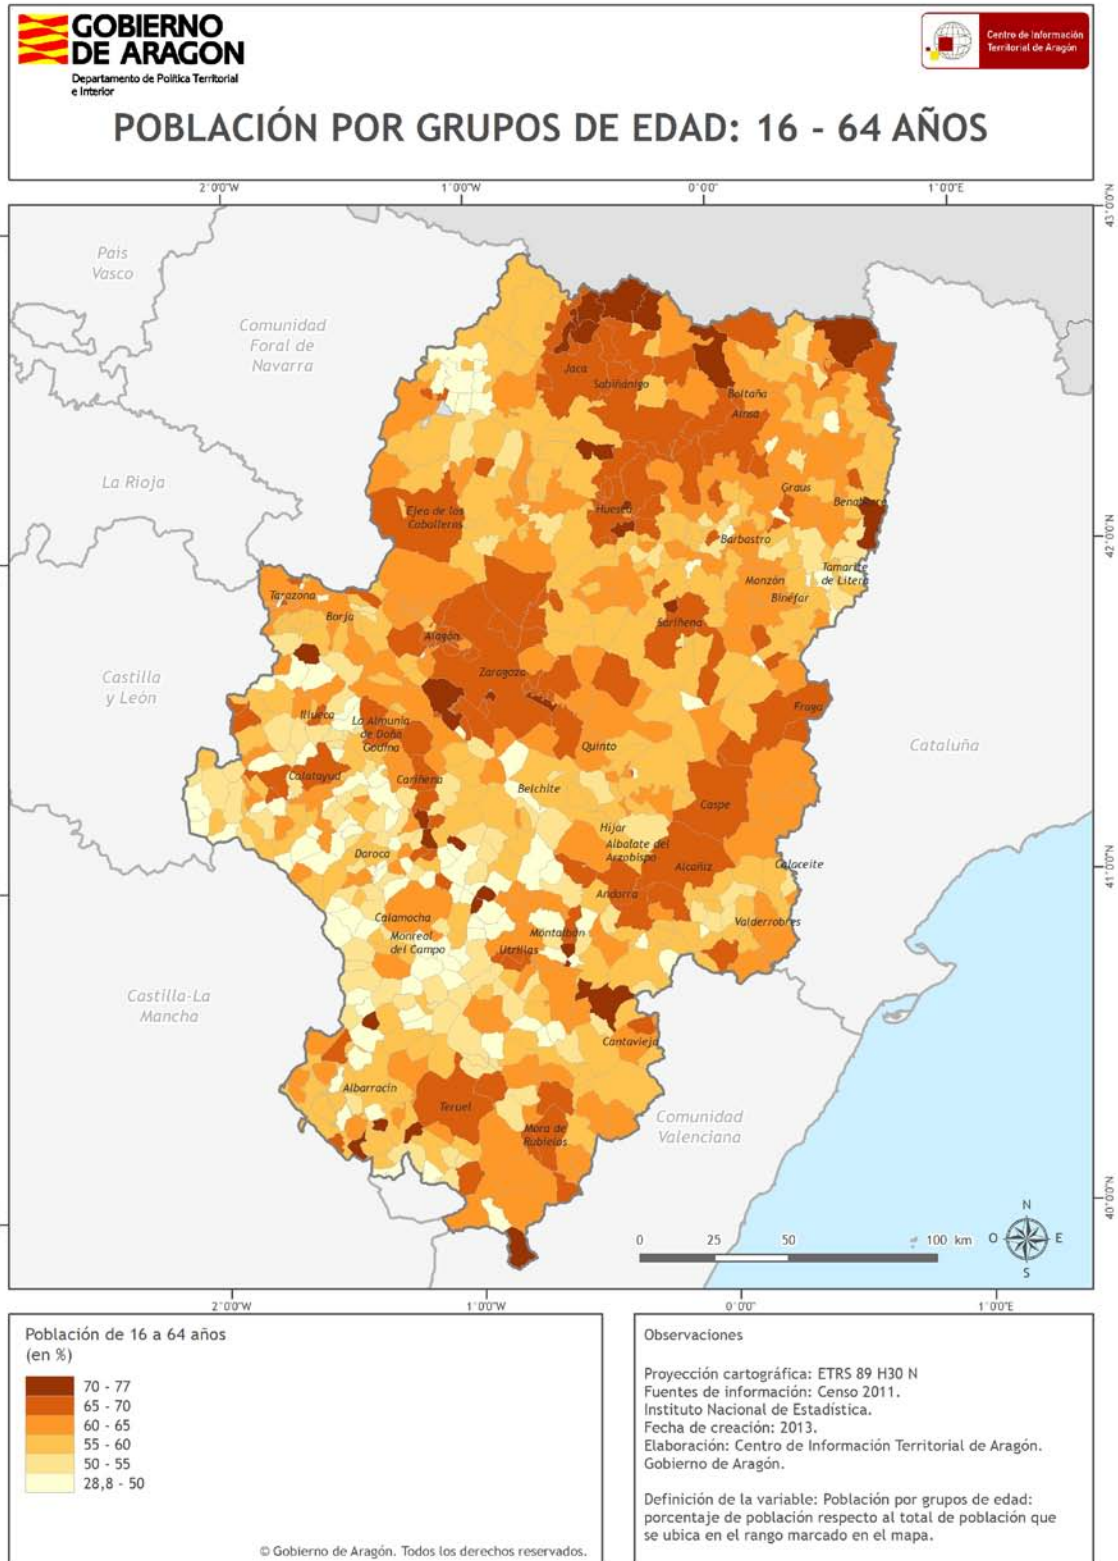 GOBIERNO
DE ARAGON
Departamento de Política Territorial
e Interior
Centro de Información
Territorial de Aragón
POBLACIÓN POR GRUPOS DE EDAD: 16 - 64 AÑOS
2°0'0"W
1°0'0"W
0°0'0"
1°0'0"E
43°0'0"N
País
Vasco
Comunidad
Foral de
Navarra
Jaca
Sabiñánigo
Boltaña
Aínsa
La Rioja
Graus
Benabarre
Ejea de los
Caballeros
Huesca
Barbastro
42°0'0"N
Tamarite
de Litera
Monzón
Binéfar
Tarazona
Borja
Sariñena
Alagón
Castilla
y León
Zaragoza
Illueca
La Almunia
de Doña
Godina
Fraga
Quinto
Cataluña
Calatayud
Cariñena
Belchite
Caspe
Híjar
Albalate del
Arzobispo
Daroca
Alcañiz
Calaceite
41°0'0"N
Andorra
Calamocha
Valderrobres
Monreal
del Campo
Montalbán
Utrillas
Castilla-La
Mancha
Cantavieja
Albarracín
Teruel
Mora de
Rubielos
Comunidad
Valenciana
40°0'0"N
0 25 50 100 km
N
O E
S
2°0'0"W
1°0'0"W
0°0'0"
1°0'0"E
Población de 16 a 64 años
(en %)
70 - 77
65 - 70
60 - 65
55 - 60
50 - 55
28,8 - 50
© Gobierno de Aragón. Todos los derechos reservados.
Observaciones
Proyección cartográfica: ETRS 89 H30 N
Fuentes de información: Censo 2011.
Instituto Nacional de Estadística.
Fecha de creación: 2013.
Elaboración: Centro de Información Territorial de Aragón.
Gobierno de Aragón.
Definición de la variable: Población por grupos de edad:
porcentaje de población respecto al total de población que
se ubica en el rango marcado en el mapa.